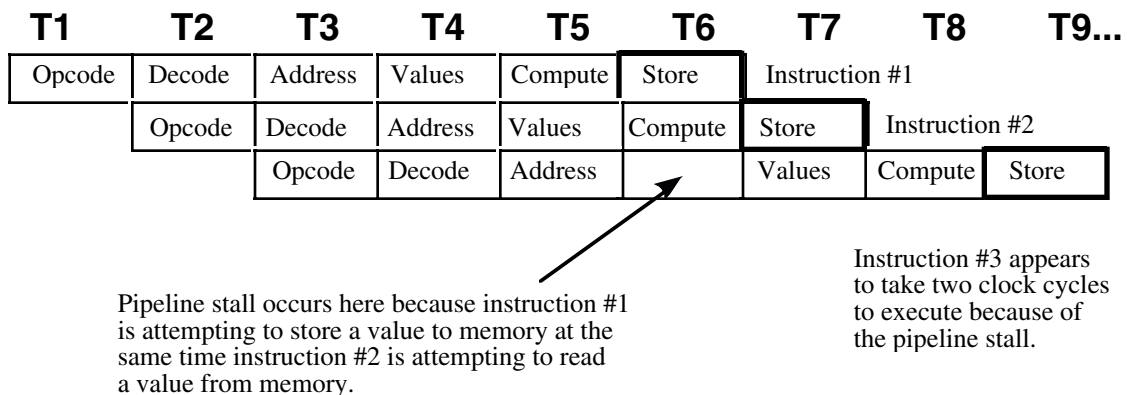 T1 T2 T3 T4 T5 T6 T7 T8 T9...
Opcode Decode Address Values Compute Store Instruction #1
Opcode Decode Address Values Compute Store Instruction #2
Opcode Decode Address Values Compute Store
Instruction #3 appears
to take two clock cycles
to execute because of
the pipeline stall.
Pipeline stall occurs here because instruction #1
is attempting to store a value to memory at the
same time instruction #2 is attempting to read
a value from memory.